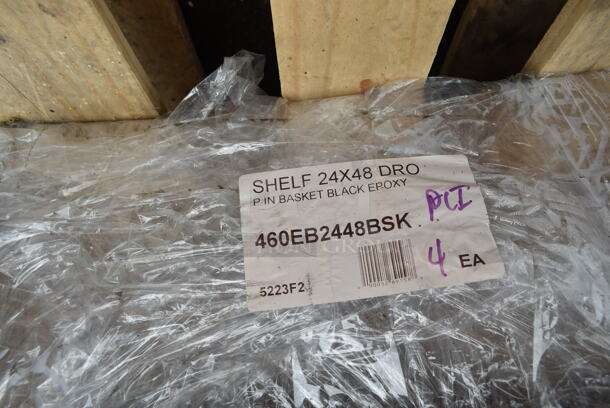 SHELF 24X48 DRO
P IN BASKET BLACK EPOXY
460EB2448BSK
PCI
4 EA
5223F2